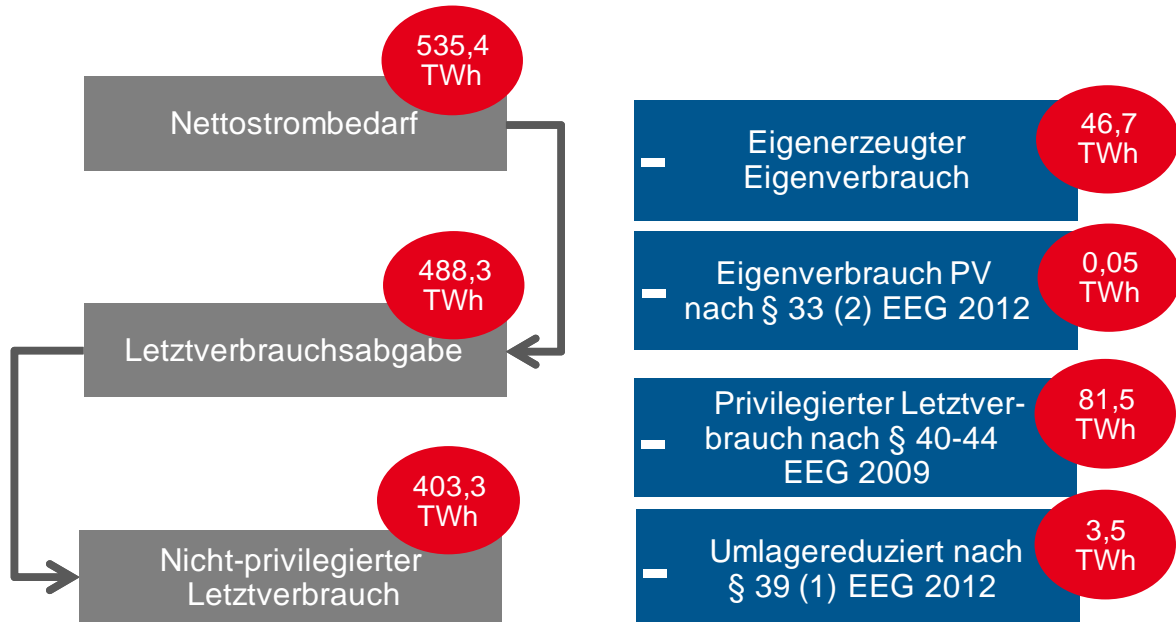 535,4
TWh
Nettostrombedarf
488,3
TWh
Letztverbrauchsabgabe
403,3
TWh
Nicht-privilegierter
Letztverbrauch
46,7
TWh
- Eigenerzeugter
Eigenverbrauch
0,05
TWh
- Eigenverbrauch PV
nach § 33 (2) EEG 2012
81,5
TWh
- Privilegierter Letztver-
brauch nach § 40-44
EEG 2009
3,5
TWh
- Umlagereduziert nach
§ 39 (1) EEG 2012